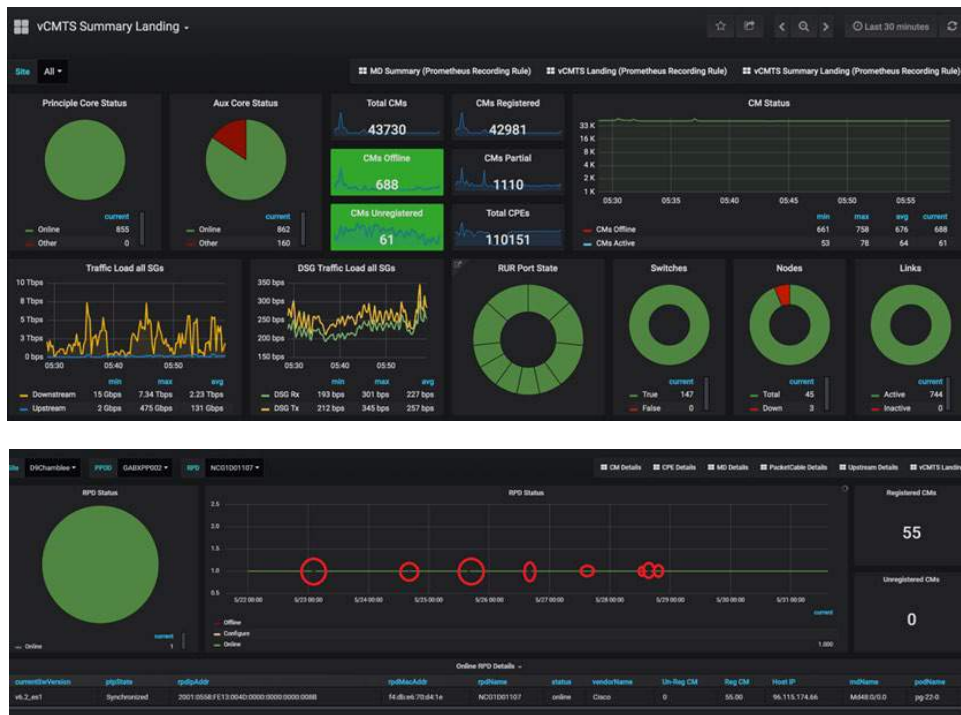 vCMTS Summary Landing
Last 30 minutes
Site All
MD Summary (Prometheus Recording Rule) vCMTS Landing (Prometheus Recording Rule) vCMTS Summary Landing (Prometheus Recording Rule)
Principle Core Status
current
Online 855
Other 0
Aux Core Status
current
Online 862
Other 160
Total CMs
43730
CMs Registered
42981
CMs Offline
688
CMs Partial
1110
CMs Unregistered
61
Total CPEs
110151
CM Status
33 K
16 K
8 K
4 K
2 K
1 K
05:30 05:35 05:40 05:45 05:50 05:55
min max avg current
CMs Offline 661 758 676 688
CMs Active 53 78 64 61
Traffic Load all SGs
10 Tbps
8 Tbps
5 Tbps
3 Tbps
0 bps
05:30 05:40 05:50
min max avg
Downstream 15 Gbps 7.34 Tbps 2.23 Tbps
Upstream 2 Gbps 475 Gbps 131 Gbps
DSG Traffic Load all SGs
350 bps
300 bps
250 bps
200 bps
150 bps
05:30 05:40 05:50
min max avg
DSG Rx 193 bps 301 bps 227 bps
DSG Tx 212 bps 345 bps 257 bps
RUR Port State
Switches
current
True 147
False 0
Nodes
current
Total 45
Down 3
Links
current
Active 744
Inactive 0
D9Chamblee PPOD GABXPP002 RPD NCG1D01107
CM Details CPE Details MD Details PacketCable Details Upstream Details vCMTS Landing
RPD Status
current
Online 1
RPD Status
2.5
2.0
1.5
1.0
0.5
5/22 00:00 5/23 00:00 5/24 00:00 5/25 00:00 5/26 00:00 5/27 00:00 5/28 00:00 5/29 00:00 5/30 00:00 5/31 00:00
current
Offline
Configure
Online 1.000
Registered CMs
55
Unregistered CMs
0
Online RPD Details
currentSwVersion ptpState rpdIpAddr rpdMacAddr rpdName status vendorName Un-Reg CM Reg CM Host IP mdName podName
v6.2_es1 Synchronized 2001:0558:FE13:004D:0000:0000:0000:0088 f4:db:e6:70:d4:1e NCG1D01107 online Cisco 0 55.00 96.115.174.66 Md48:0/0.0 pg-22-0